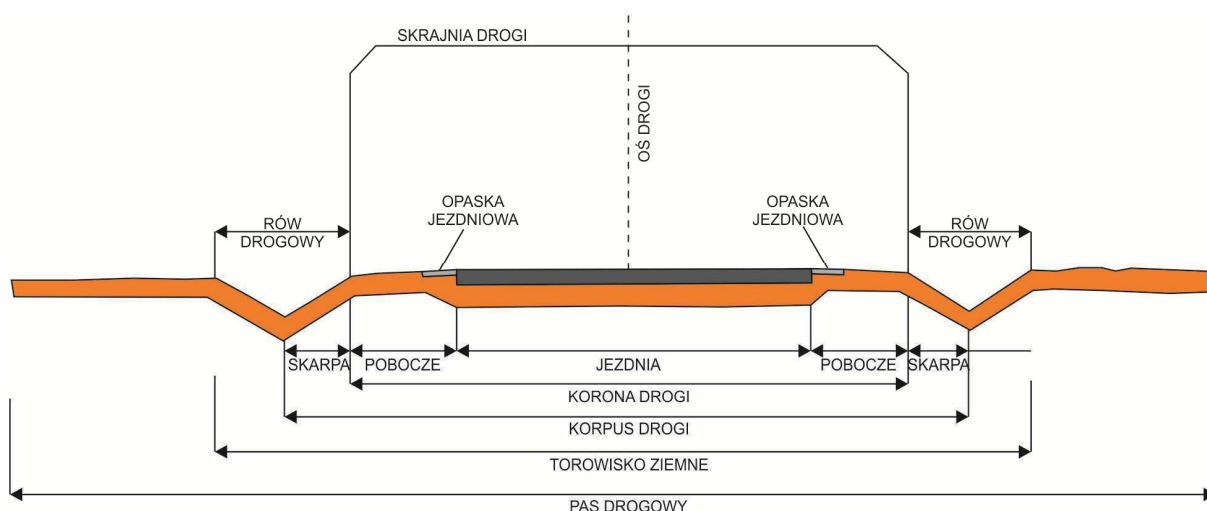 SKRAJNIA DROGI
OŚ DROGI
OPASKA
JEZDNIOWA
OPASKA
JEZDNIOWA
RÓW
DROGOWY
RÓW
DROGOWY
SKARPA
POBOCZE
JEZDNIA
POBOCZE
SKARPA
KORONA DROGI
KORPUS DROGI
TOROWISKO ZIEMNE
PAS DROGOWY